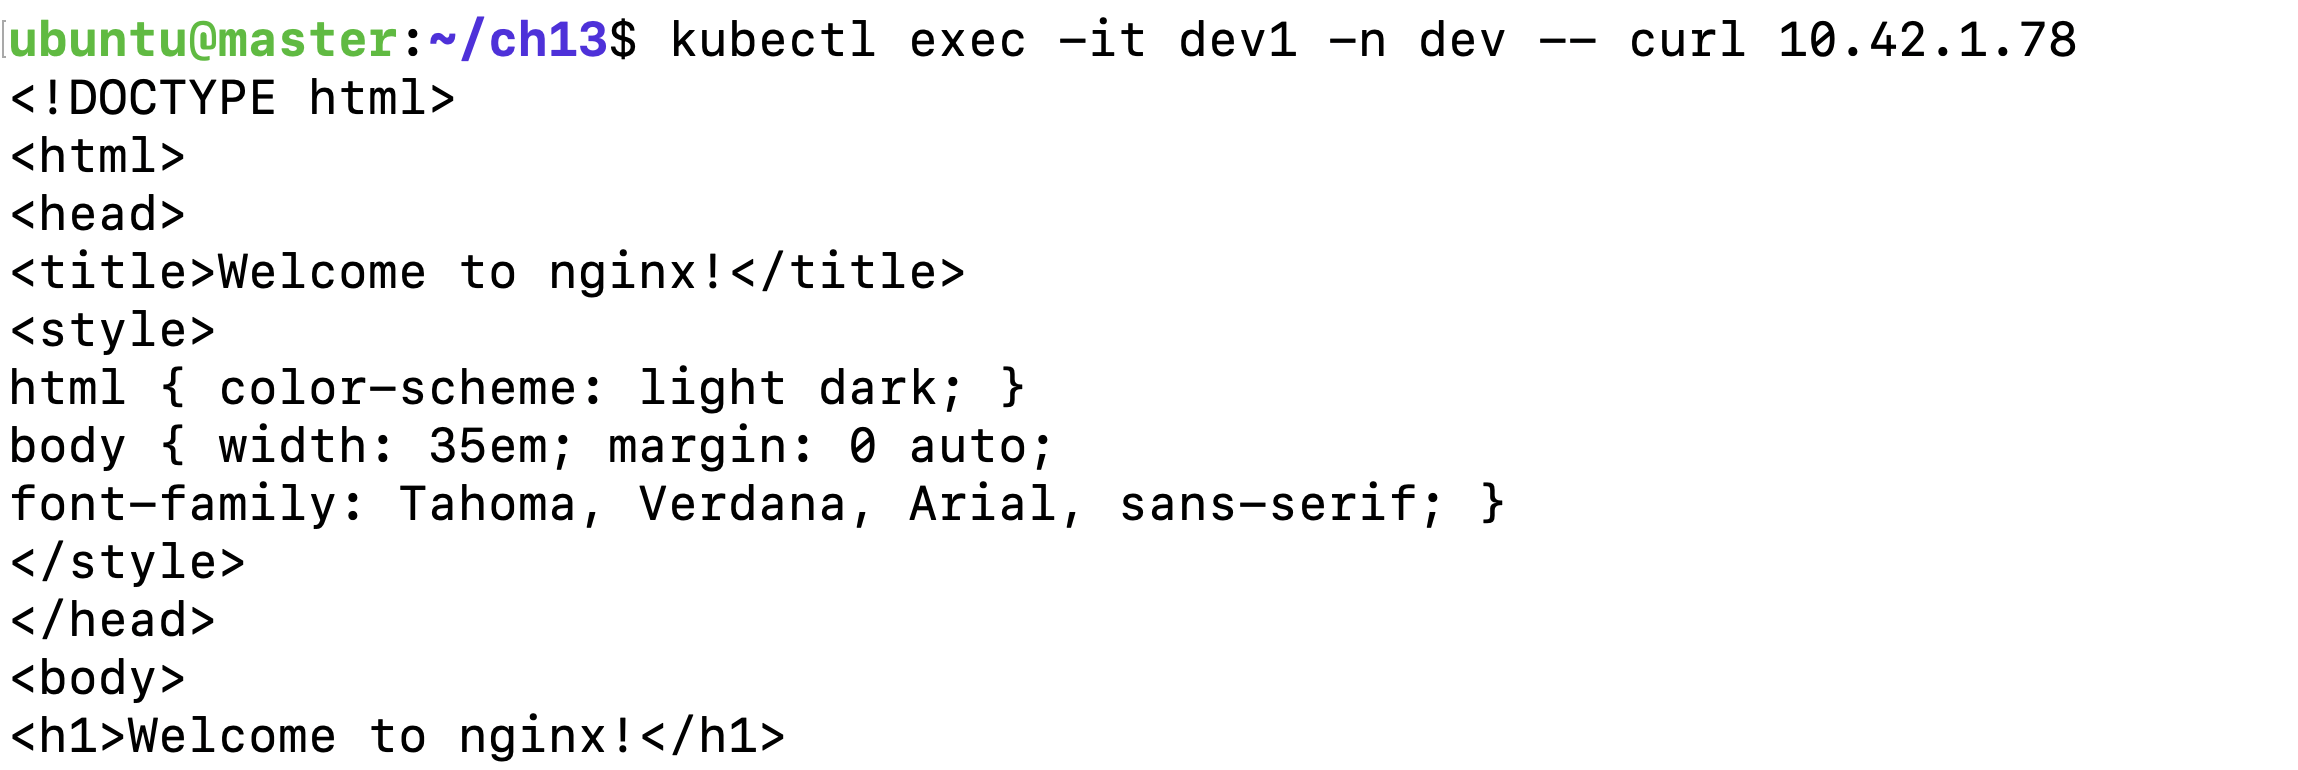 ubuntu@master:~/ch13$ kubectl exec -it dev1 -n dev -- curl 10.42.1.78
<!DOCTYPE html>
<html>
<head>
<title>Welcome to nginx!</title>
<style>
html { color-scheme: light dark; }
body { width: 35em; margin: 0 auto;
font-family: Tahoma, Verdana, Arial, sans-serif; }
</style>
</head>
<body>
<h1>Welcome to nginx!</h1>